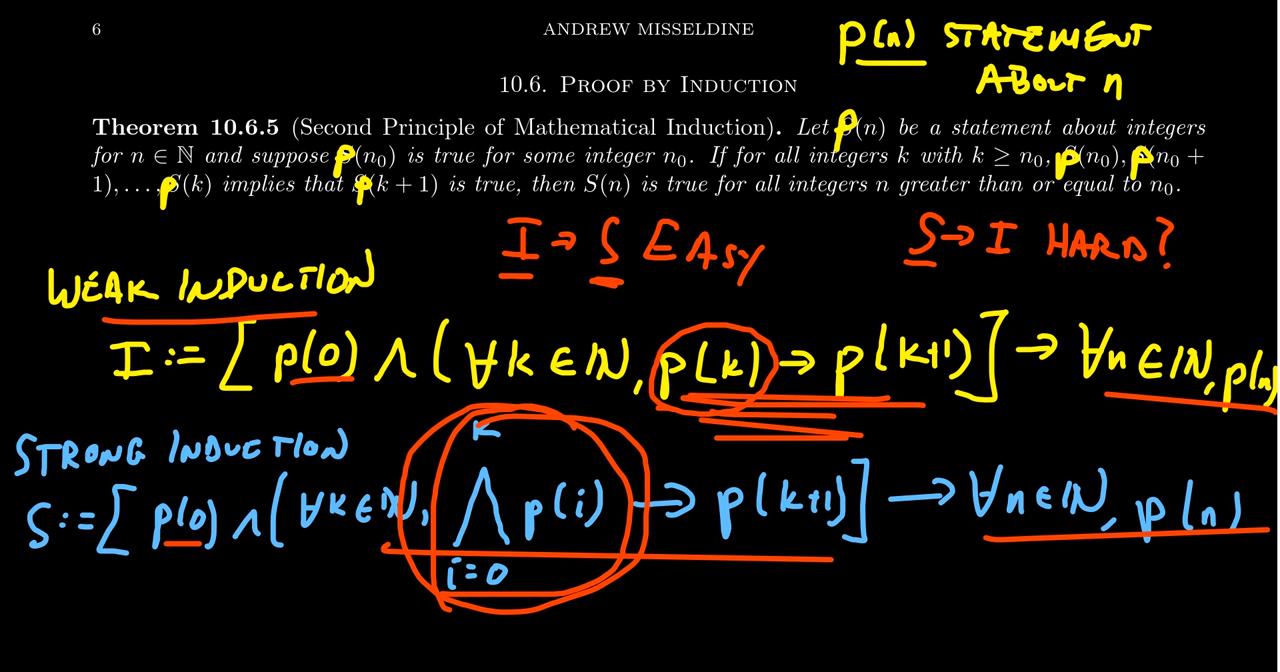 6 ANDREW MISSELDINE
p(n) STATEMENT
ABOUT n
10.6. PROOF BY INDUCTION
Theorem 10.6.5 (Second Principle of Mathematical Induction). Let p(n) be a statement about integers
for n ∈ ℕ and suppose p(n₀) is true for some integer n₀. If for all integers k with k ≥ n₀, p(n₀), p(n₀ +
1), ..., p(k) implies that p(k + 1) is true, then S(n) is true for all integers n greater than or equal to n₀.
I → S EASY S → I HARD?
WEAK INDUCTION
I := [ p(0) ∧ ( ∀k ∈ ℕ, p(k) → p(k+1) ] → ∀n ∈ ℕ, p(n)
STRONG INDUCTION
S := [ p(0) ∧ ( ∀k ∈ ℕ, ⋀_{i=0}^{k} p(i) → p(k+1) ] → ∀n ∈ ℕ, p(n)